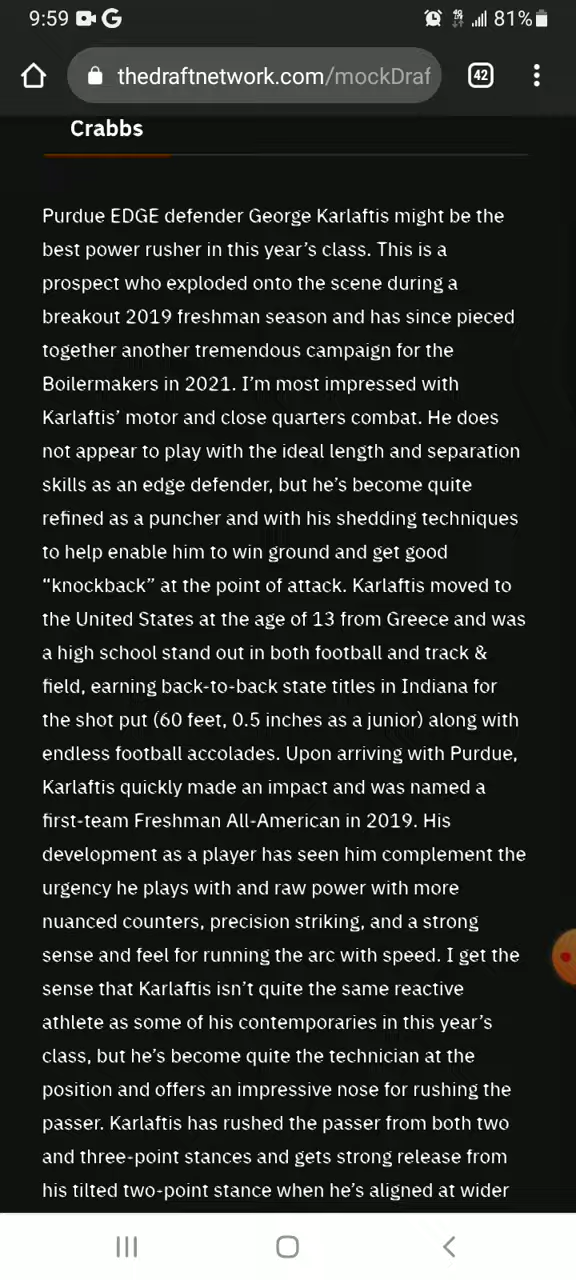 9:59
81%
thedraftnetwork.com/mockDraf
42
Crabbs
Purdue EDGE defender George Karlaftis might be the
best power rusher in this year’s class. This is a
prospect who exploded onto the scene during a
breakout 2019 freshman season and has since pieced
together another tremendous campaign for the
Boilermakers in 2021. I’m most impressed with
Karlaftis’ motor and close quarters combat. He does
not appear to play with the ideal length and separation
skills as an edge defender, but he’s become quite
refined as a puncher and with his shedding techniques
to help enable him to win ground and get good
“knockback” at the point of attack. Karlaftis moved to
the United States at the age of 13 from Greece and was
a high school stand out in both football and track &
field, earning back-to-back state titles in Indiana for
the shot put (60 feet, 0.5 inches as a junior) along with
endless football accolades. Upon arriving with Purdue,
Karlaftis quickly made an impact and was named a
first-team Freshman All-American in 2019. His
development as a player has seen him complement the
urgency he plays with and raw power with more
nuanced counters, precision striking, and a strong
sense and feel for running the arc with speed. I get the
sense that Karlaftis isn’t quite the same reactive
athlete as some of his contemporaries in this year’s
class, but he’s become quite the technician at the
position and offers an impressive nose for rushing the
passer. Karlaftis has rushed the passer from both two
and three-point stances and gets strong release from
his tilted two-point stance when he’s aligned at wider